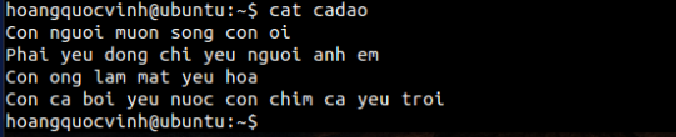 hoangquocvinh@ubuntu:~$ cat cadao
Con nguoi muon song con oi
Phai yeu dong chi yeu nguoi anh em
Con ong lam mat yeu hoa
Con ca boi yeu nuoc con chim ca yeu troi
hoangquocvinh@ubuntu:~$